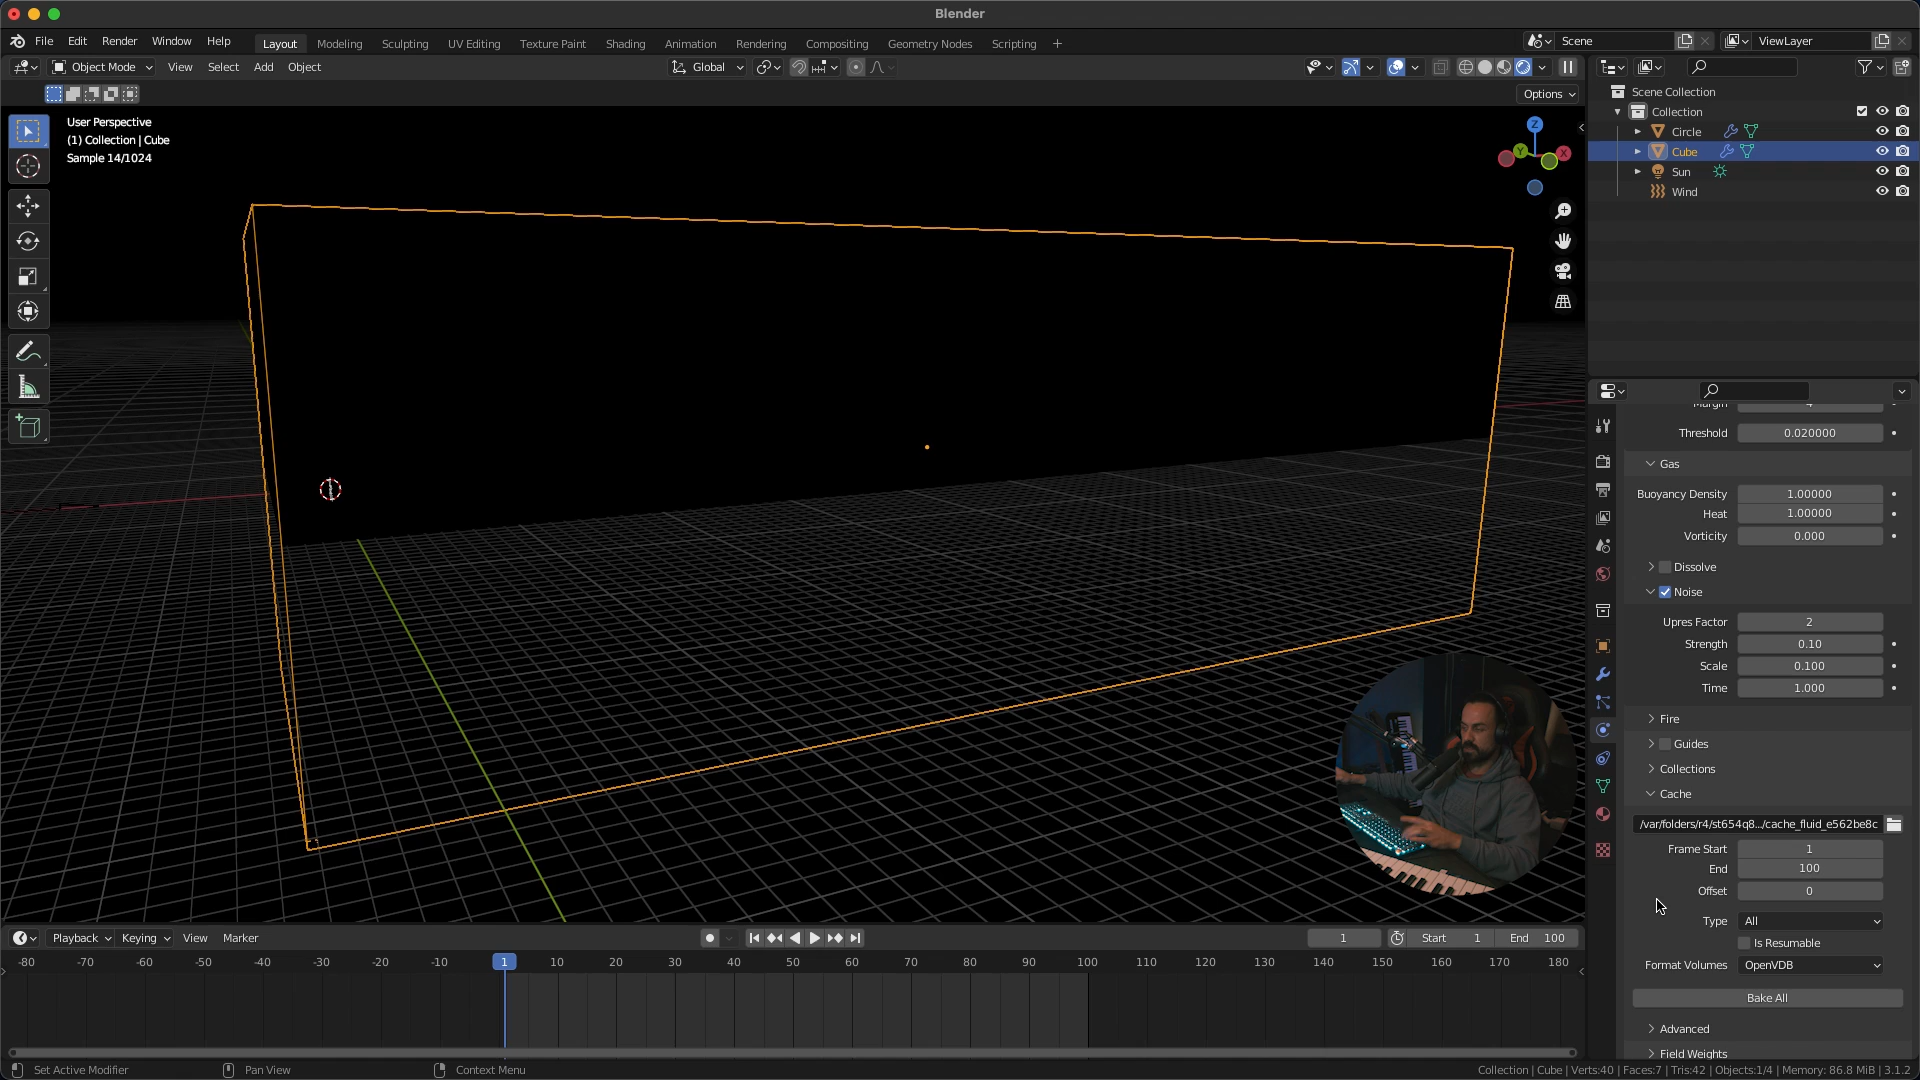 Blender
File Edit Render Window Help
Layout Modeling Sculpting UV Editing Texture Paint Shading Animation Rendering Compositing Geometry Nodes Scripting +
Scene
ViewLayer
Object Mode View Select Add Object
Global
Options
User Perspective
(1) Collection | Cube
Sample 14/1024
Z
Y
X
Scene Collection
Collection
Circle
Cube
Sun
Wind
Threshold 0.020000
Gas
Buoyancy Density 1.00000
Heat 1.00000
Vorticity 0.000
Dissolve
Noise
Upres Factor 2
Strength 0.10
Scale 0.100
Time 1.000
Fire
Guides
Collections
Cache
/var/folders/r4/st654q8.../cache_fluid_e562be8c
Frame Start 1
End 100
Offset 0
Type All
Is Resumable
Format Volumes OpenVDB
Bake All
Advanced
Field Weights
Playback Keying View Marker
1 Start 1 End 100
-80 -70 -60 -50 -40 -30 -20 -10 1 10 20 30 40 50 60 70 80 90 100 110 120 130 140 150 160 170 180
Set Active Modifier Pan View Context Menu
Collection | Cube | Verts:40 | Faces:7 | Tris:42 | Objects:1/4 | Memory: 86.8 MiB | 3.1.2